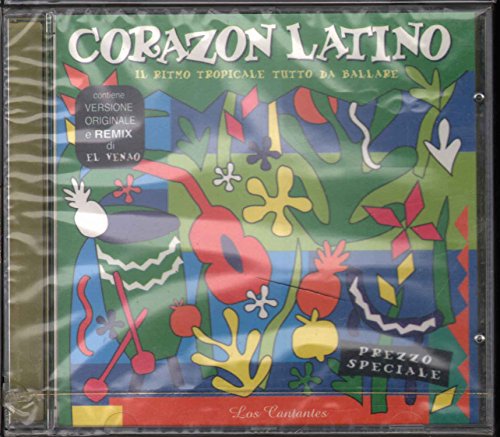 CORAZON LATINO
IL RITMO TROPICALE TUTTO DA BALLARE
contiene
VERSIONE
ORIGINALE
e REMIX
di
EL VENAO
PREZZO
SPECIALE
Los Cantantes